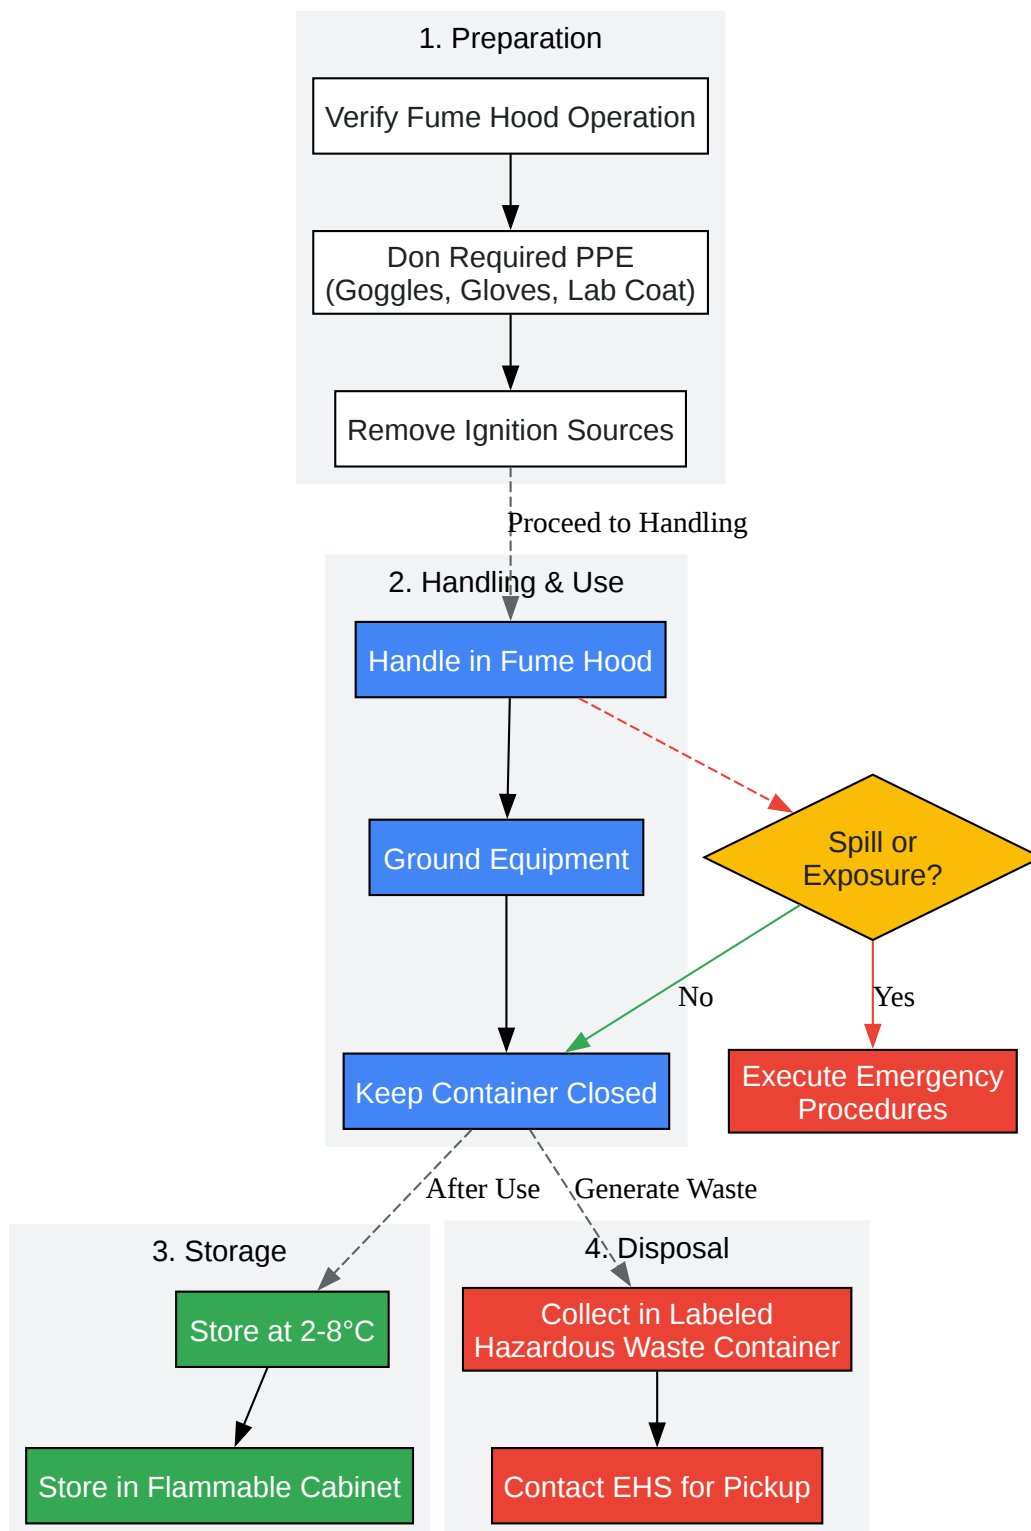 1. Preparation
Verify Fume Hood Operation
Don Required PPE
(Goggles, Gloves, Lab Coat)
Remove Ignition Sources
Proceed to Handling
2. Handling & Use
Handle in Fume Hood
Ground Equipment
Spill or
Exposure?
No
Yes
Keep Container Closed
Execute Emergency
Procedures
After Use
Generate Waste
3. Storage
Store at 2-8°C
Store in Flammable Cabinet
4. Disposal
Collect in Labeled
Hazardous Waste Container
Contact EHS for Pickup